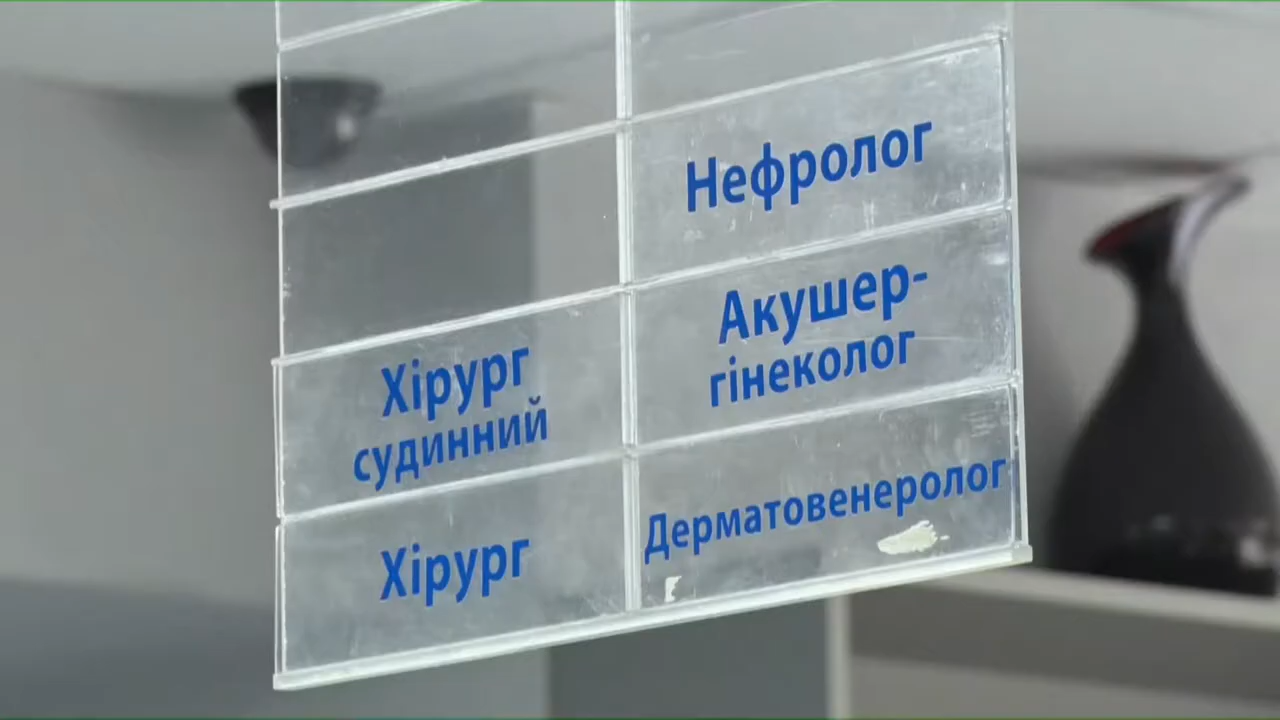 Нефролог
Акушер-
гінеколог
Хірург
судинний
Дерматовенеролог
Хірург